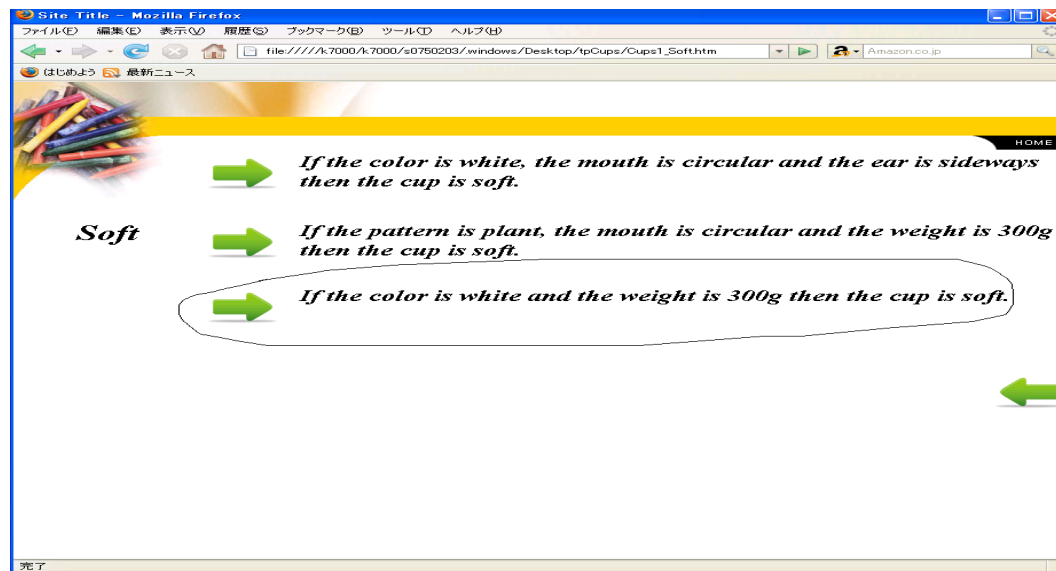 Site Title - Mozilla Firefox
ファイル(F) 編集(E) 表示(V) 履歴(S) ブックマーク(B) ツール(T) ヘルプ(H)
file://///k7000/k7000/s0750203/.windows/Desktop/tpCups/Cups1_Soft.htm
Amazon.co.jp
はじめよう 最新ニュース
HOME
If the color is white, the mouth is circular and the ear is sideways
then the cup is soft.
Soft
If the pattern is plant, the mouth is circular and the weight is 300g
then the cup is soft.
If the color is white and the weight is 300g then the cup is soft.
完了